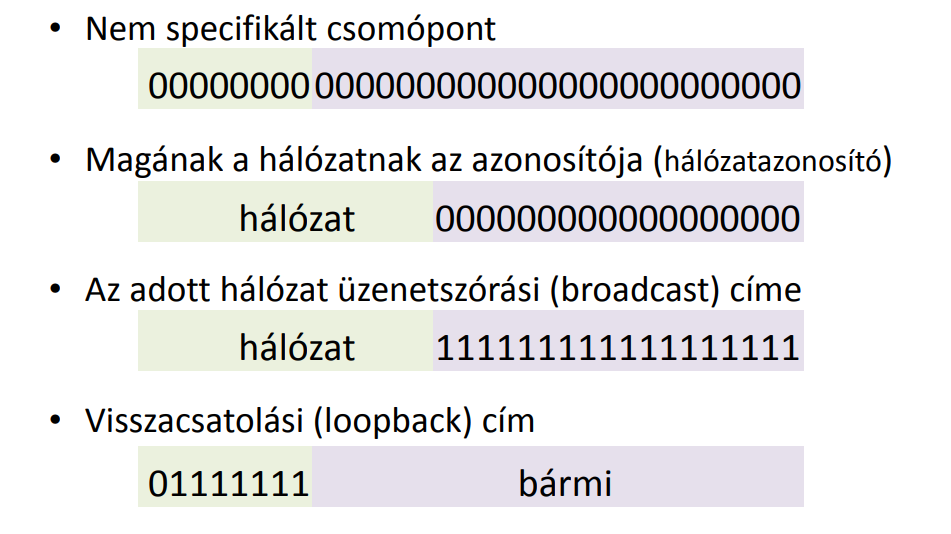 • Nem specifikált csomópont
00000000 000000000000000000000000
• Magának a hálózatnak az azonosítója (hálózatazonosító)
hálózat 000000000000000000
• Az adott hálózat üzenetszórási (broadcast) címe
hálózat 111111111111111111
• Visszacsatolási (loopback) cím
01111111 bármi